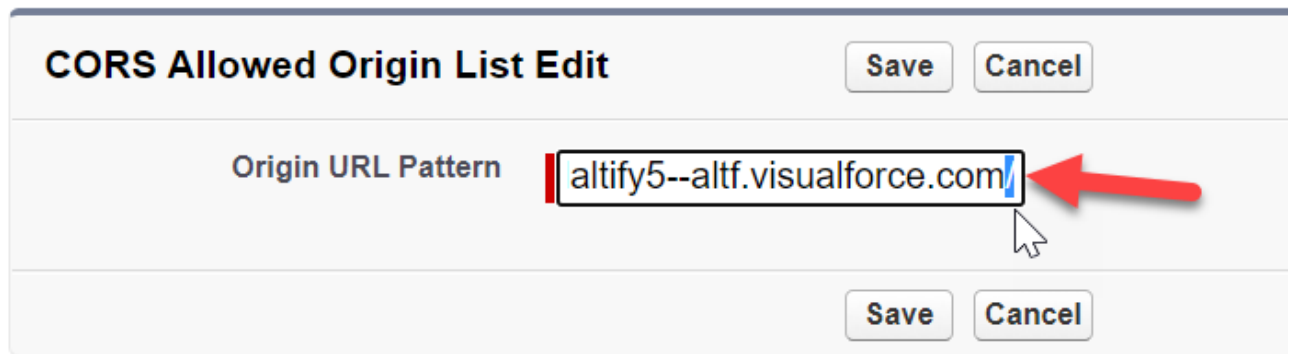 CORS Allowed Origin List Edit Save Cancel
Origin URL Pattern altify5--altf.visualforce.com/
Save Cancel